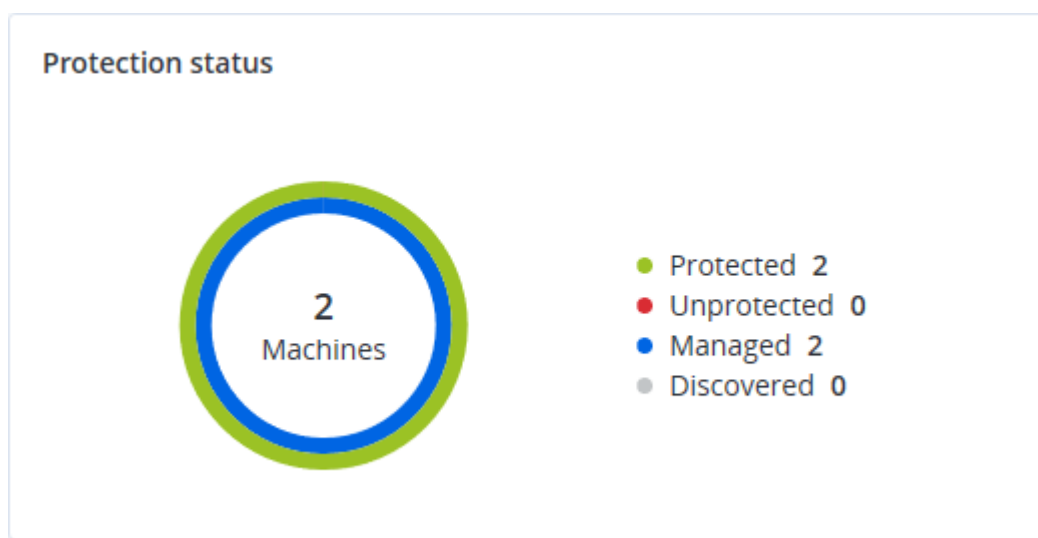 Protection status
2
Machines
Protected 2
Unprotected 0
Managed 2
Discovered 0